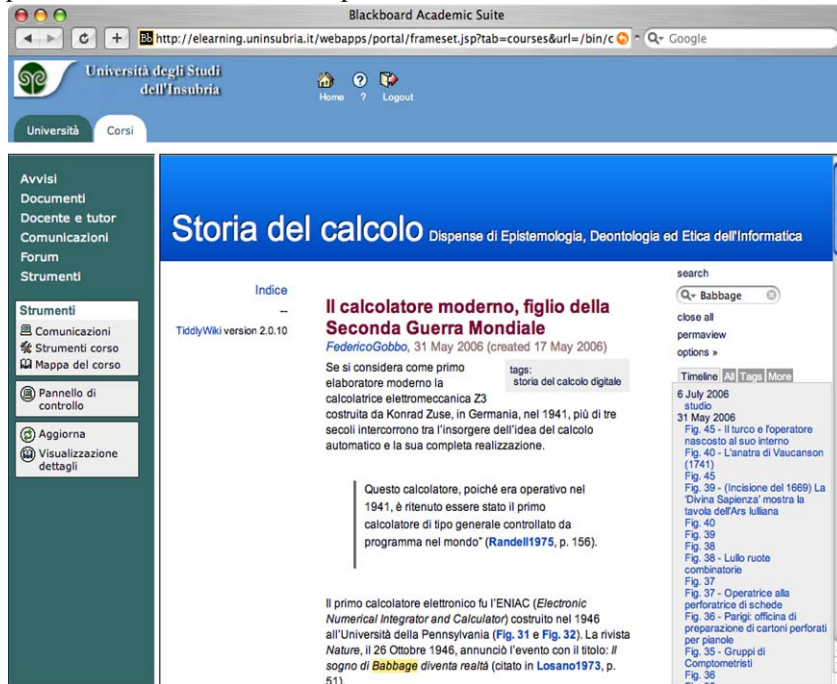 Blackboard Academic Suite
http://elearning.uninsubria.it/webapps/portal/frameset.jsp?tab=courses&url=/bin/c
Google
Università degli Studi
dell'Insubria
Home ? Logout
Università Corsi
Avvisi
Documenti
Docente e tutor
Comunicazioni
Forum
Strumenti
Strumenti
Comunicazioni
Strumenti corso
Mappa del corso
Pannello di
controllo
Aggiorna
Visualizzazione
dettagli
Storia del calcolo Dispense di Epistemologia, Deontologia ed Etica dell'Informatica
Indice
--
TiddlyWiki version 2.0.10
Il calcolatore moderno, figlio della
Seconda Guerra Mondiale
FedericoGobbo, 31 May 2006 (created 17 May 2006)
tags:
storia del calcolo digitale
Se si considera come primo
elaboratore moderno la
calcolatrice elettromeccanica Z3
costruita da Konrad Zuse, in Germania, nel 1941, più di tre
secoli intercorrono tra l'insorgere dell'idea del calcolo
automatico e la sua completa realizzazione.
Questo calcolatore, poiché era operativo nel
1941, è ritenuto essere stato il primo
calcolatore di tipo generale controllato da
programma nel mondo" (Randell1975, p. 156).
Il primo calcolatore elettronico fu l'ENIAC (Electronic
Numerical Integrator and Calculator) costruito nel 1946
all'Università della Pennsylvania (Fig. 31 e Fig. 32). La rivista
Nature, il 26 Ottobre 1946, annunciò l'evento con il titolo: Il
sogno di Babbage diventa realtà (citato in Losano1973, p.
51).
search
Babbage
close all
permaview
options »
Timeline All Tags More
6 July 2006
studio
31 May 2006
Fig. 45 - Il turco e l'operatore
nascosto al suo interno
Fig. 40 - L'anatra di Vaucanson
(1741)
Fig. 45
Fig. 39 - (Incisione del 1669) La
'Divina Sapienza' mostra la
tavola dell'Ars lulliana
Fig. 40
Fig. 39
Fig. 38
Fig. 38 - Lullo ruote
combinatorie
Fig. 37
Fig. 37 - Operatrice alla
perforatrice di schede
Fig. 36 - Parigi: officina di
preparazione di cartoni perforati
per pianole
Fig. 35 - Gruppi di
Comptometristi
Fig. 36